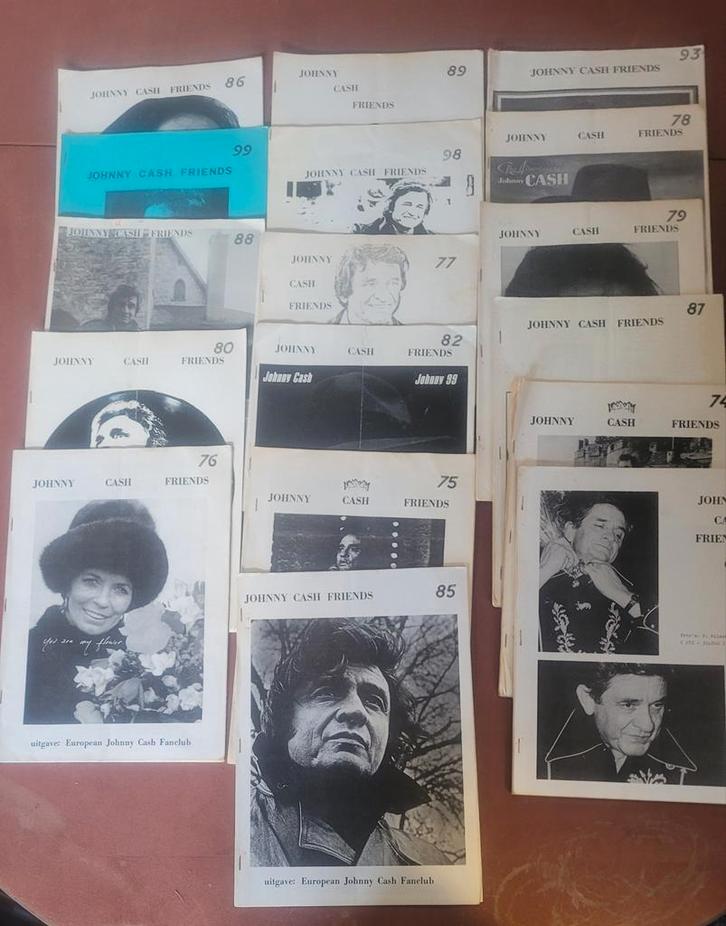 86
JOHNNY CASH FRIENDS
99
JOHNNY CASH FRIENDS
88
JOHNNY CASH FRIENDS
80
JOHNNY CASH FRIENDS
76
JOHNNY CASH FRIENDS
you are my flower
uitgave: European Johnny Cash Fanclub
89
JOHNNY
CASH
FRIENDS
98
JOHNNY CASH FRIENDS
77
JOHNNY
CASH
FRIENDS
82
JOHNNY CASH FRIENDS
Johnny Cash Johnny 99
75
JOHNNY CASH FRIENDS
85
JOHNNY CASH FRIENDS
uitgave: European Johnny Cash Fanclub
93
JOHNNY CASH FRIENDS
78
JOHNNY CASH FRIENDS
Johnny CASH
79
JOHNNY CASH FRIENDS
87
JOHNNY CASH FRIENDS
74
JOHNNY CASH FRIENDS
JOHN
CA
FRIEN